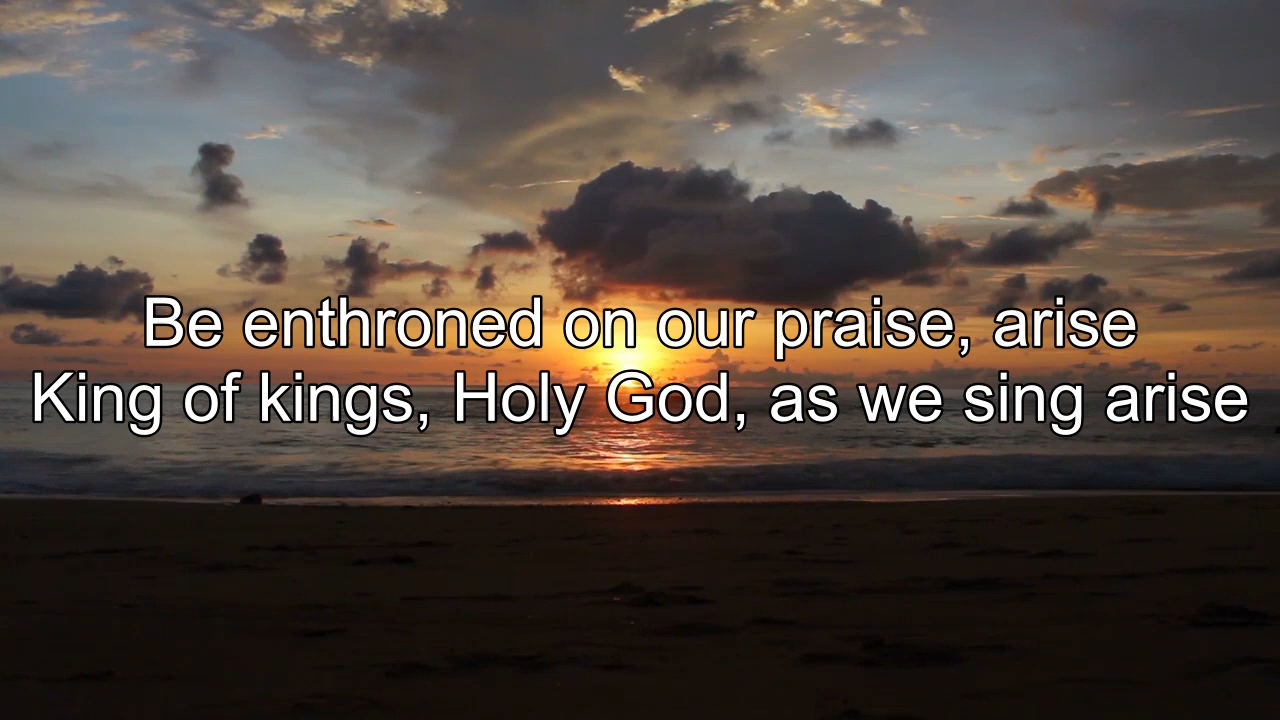 Be enthroned on our praise, arise
King of kings, Holy God, as we sing arise